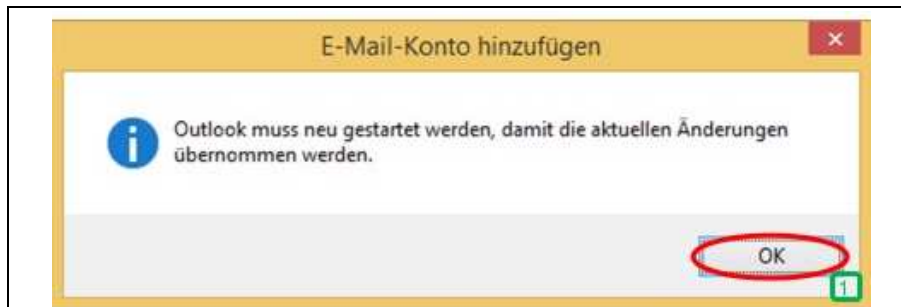 E-Mail-Konto hinzufügen
Outlook muss neu gestartet werden, damit die aktuellen Änderungen
übernommen werden.
OK
1